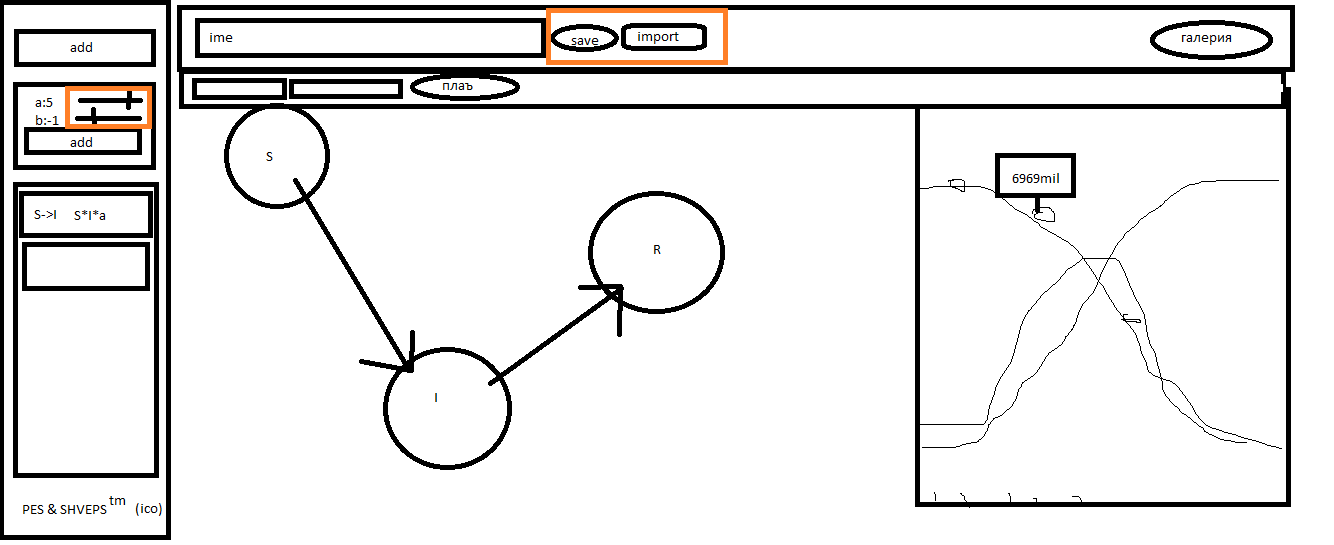 add
a:5
b:-1
add
S->I S*I*a
PES & SHVEPS tm (ico)
ime
save
import
галерия
плаъ
S
I
R
6969mil